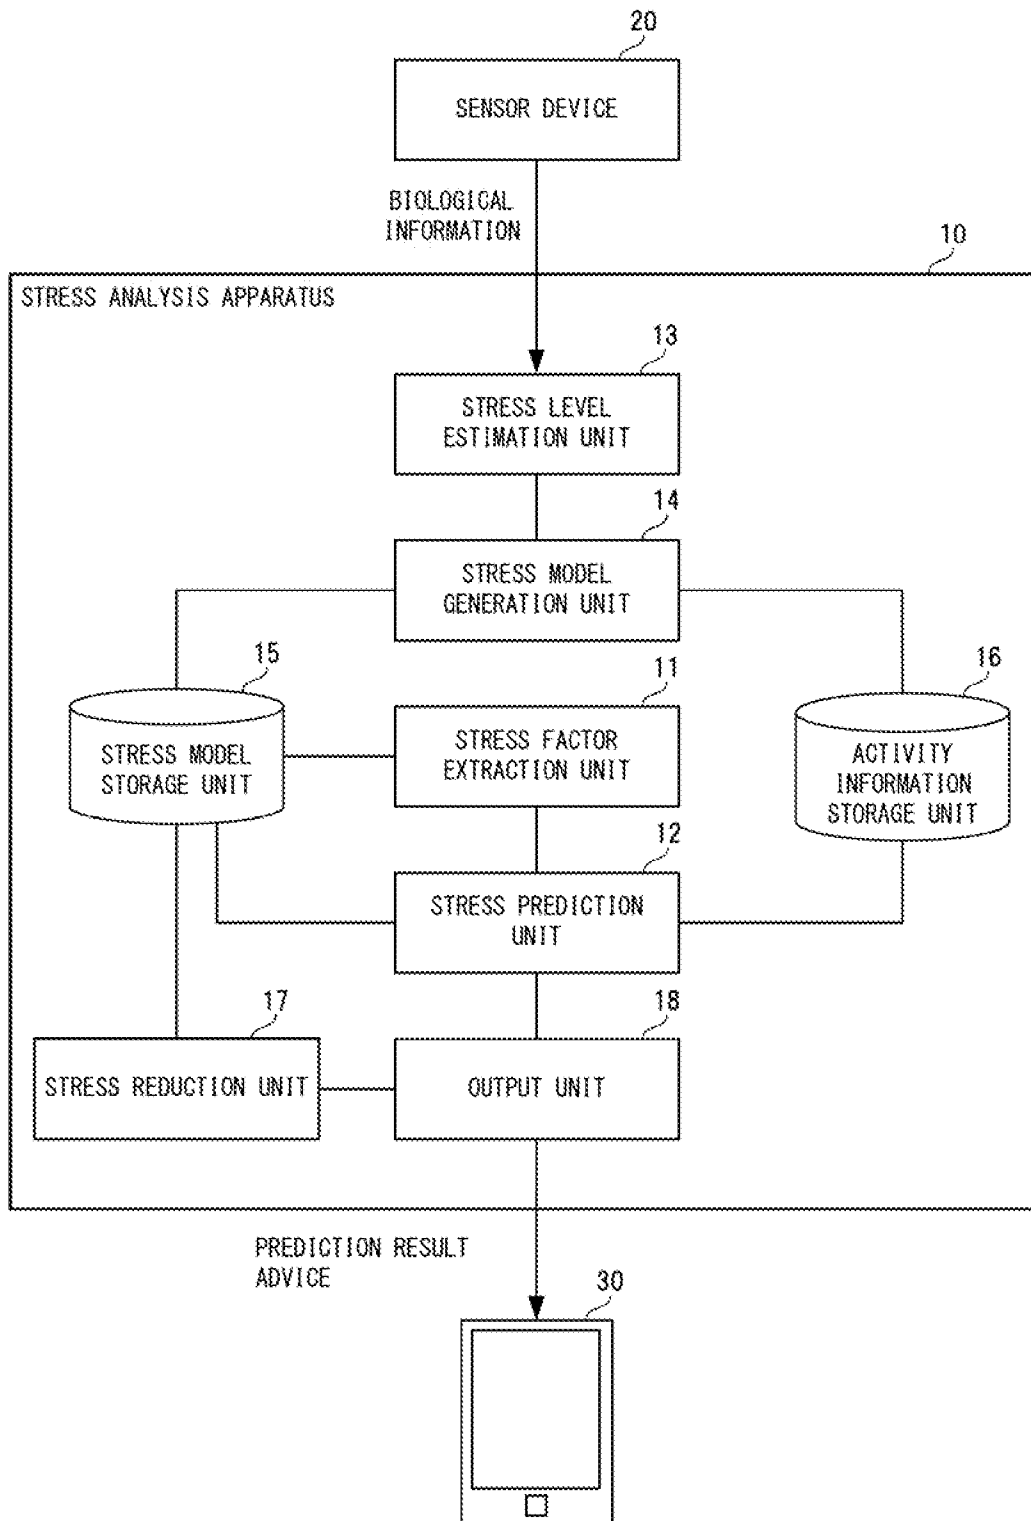 20
SENSOR DEVICE
BIOLOGICAL
INFORMATION
10
STRESS ANALYSIS APPARATUS
13
STRESS LEVEL
ESTIMATION UNIT
14
STRESS MODEL
GENERATION UNIT
15
STRESS MODEL
STORAGE UNIT
11
STRESS FACTOR
EXTRACTION UNIT
16
ACTIVITY
INFORMATION
STORAGE UNIT
12
STRESS PREDICTION
UNIT
17
STRESS REDUCTION UNIT
18
OUTPUT UNIT
PREDICTION RESULT
ADVICE
30